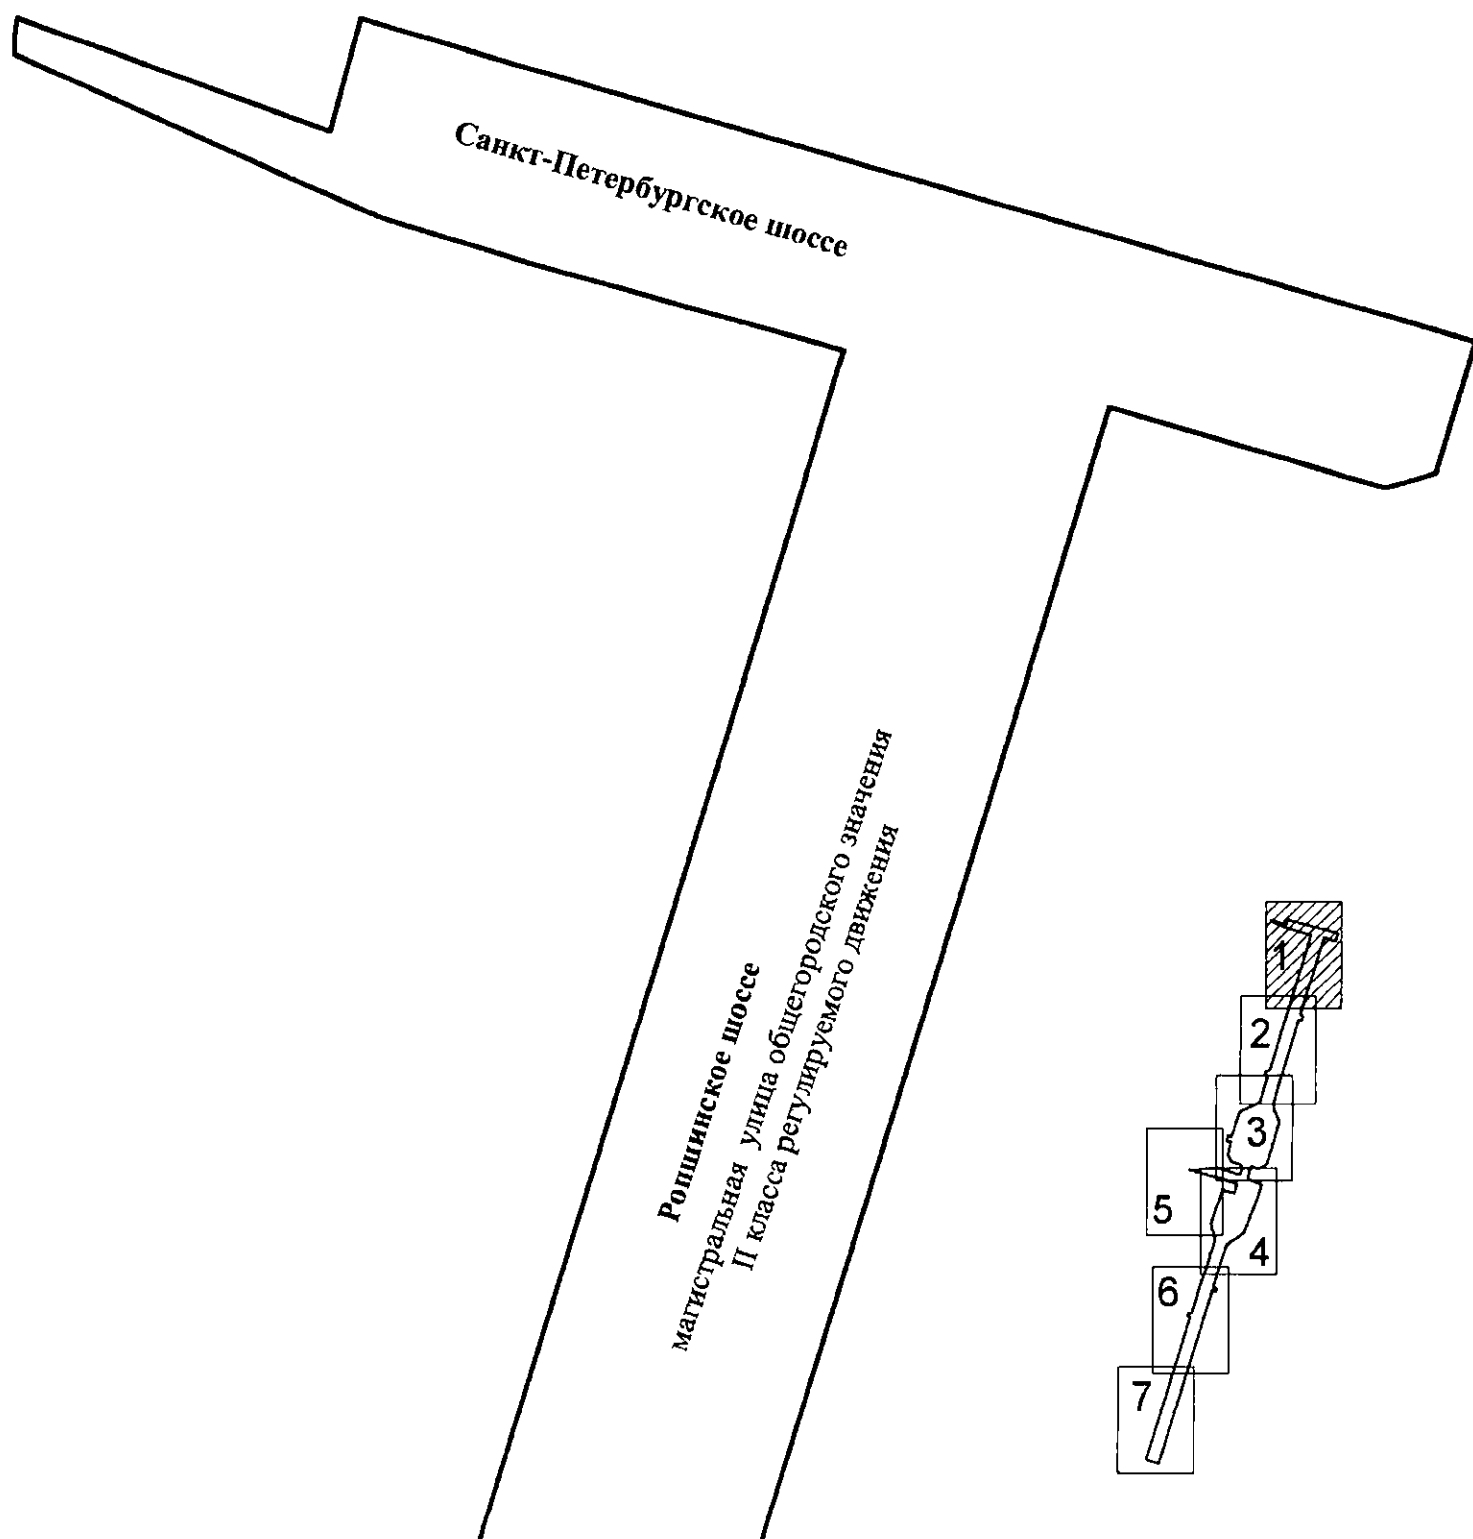 Санкт-Петербургское шоссе
Ропшинское шоссе
магистральная улица общегородского значения
II класса регулируемого движения
1
2
3
5
4
6
7